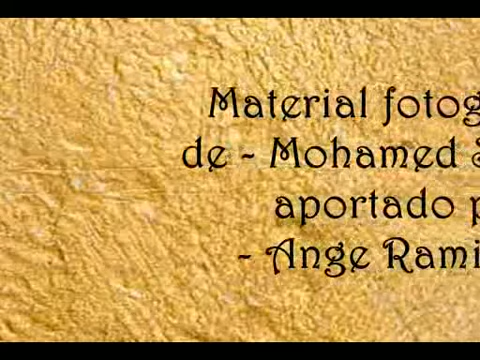 Material fotog
de - Mohamed
aportado p
- Ange Rami